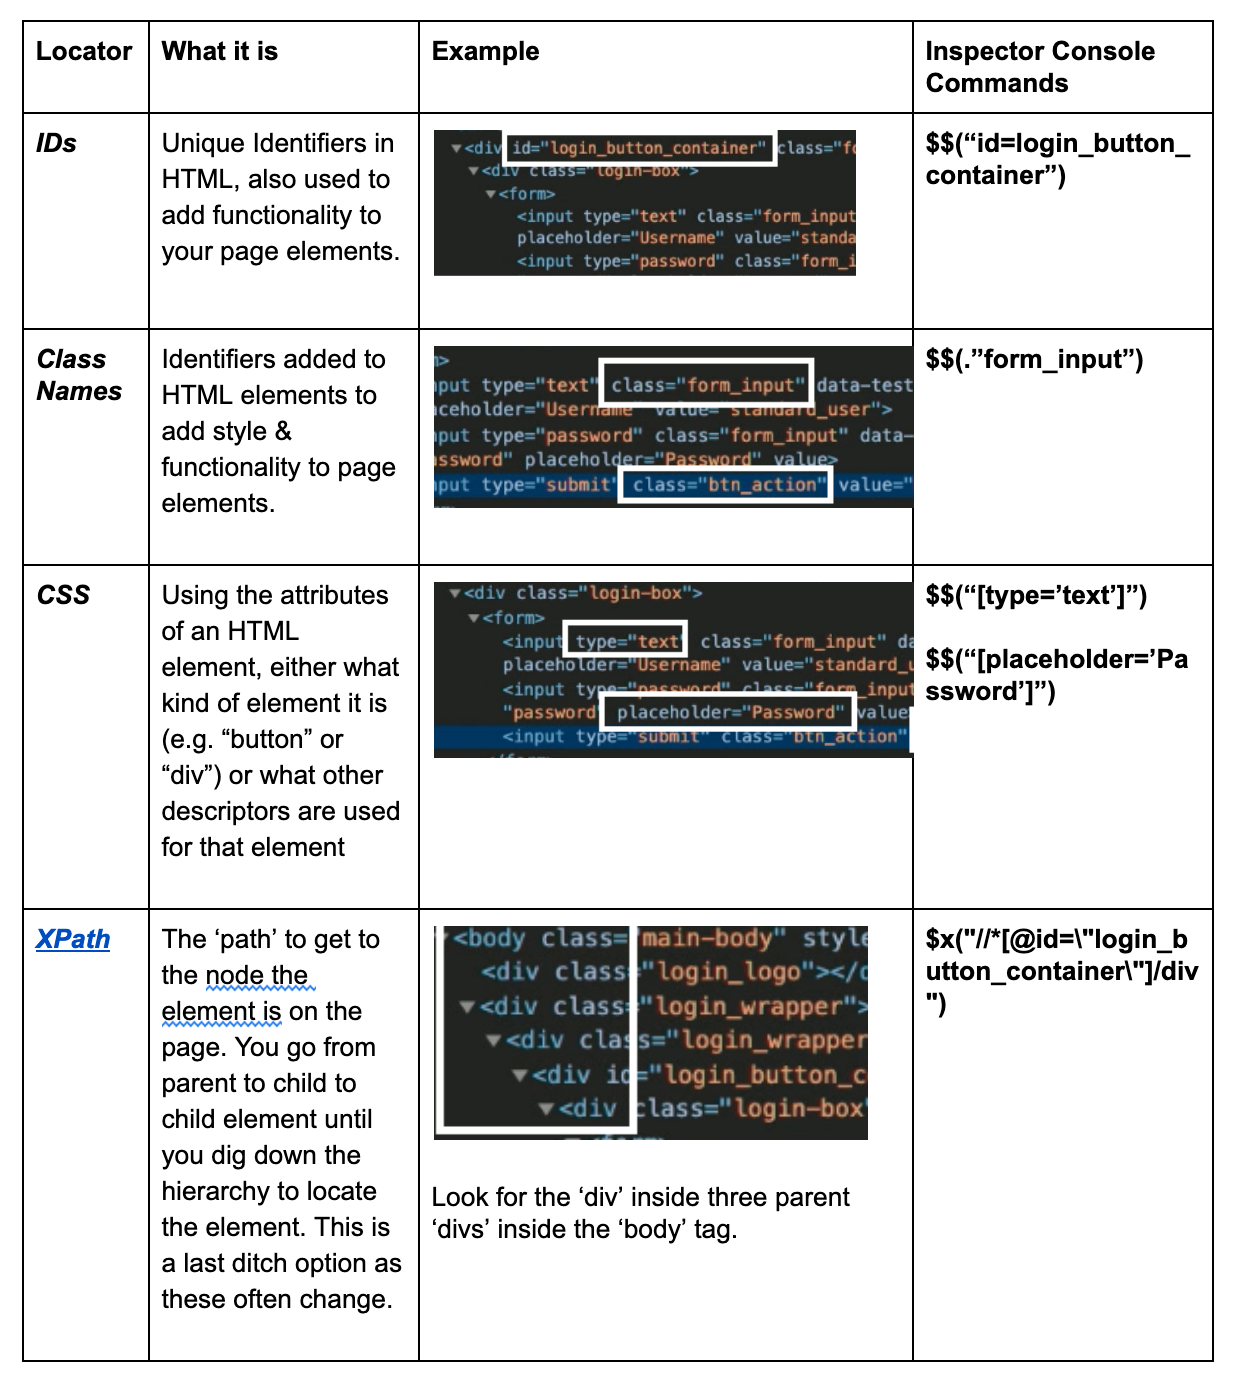 Locator
What it is
Example
Inspector Console
Commands
IDs
Unique Identifiers in
HTML, also used to
add functionality to
your page elements.
▼<div id="login_button_container" class="fo
▼<div class="login-box">
▼<form>
<input type="text" class="form_input
placeholder="Username" value="standa
<input type="password" class="form_i
$$(“id=login_button_
container”)
Class
Names
Identifiers added to
HTML elements to
add style &
functionality to page
elements.
>
nput type="text" class="form_input" data-test
aceholder="Username" value="standard_user">
nput type="password" class="form_input" data-
assword" placeholder="Password" value>
nput type="submit" class="btn_action" value="
$$(.”form_input”)
CSS
Using the attributes
of an HTML
element, either what
kind of element it is
(e.g. “button” or
“div”) or what other
descriptors are used
for that element
▼<div class="login-box">
▼<form>
<input type="text" class="form_input" da
placeholder="Username" value="standard_u
<input type="password" class="form_input
"password" placeholder="Password" value
<input type="submit" class="btn_action"
$$(“[type=’text’]”)
$$(“[placeholder=’Pa
ssword’]”)
XPath
The ‘path’ to get to
the node the
element is on the
page. You go from
parent to child to
child element until
you dig down the
hierarchy to locate
the element. This is
a last ditch option as
these often change.
▼<body class="main-body" style
<div class="login_logo"></d
▼<div class="login_wrapper">
▼<div class="login_wrapper
▼<div id="login_button_c
▼<div class="login-box"
Look for the ‘div’ inside three parent
‘divs’ inside the ‘body’ tag.
$x("//*[@id=\"login_b
utton_container\"]/div
")